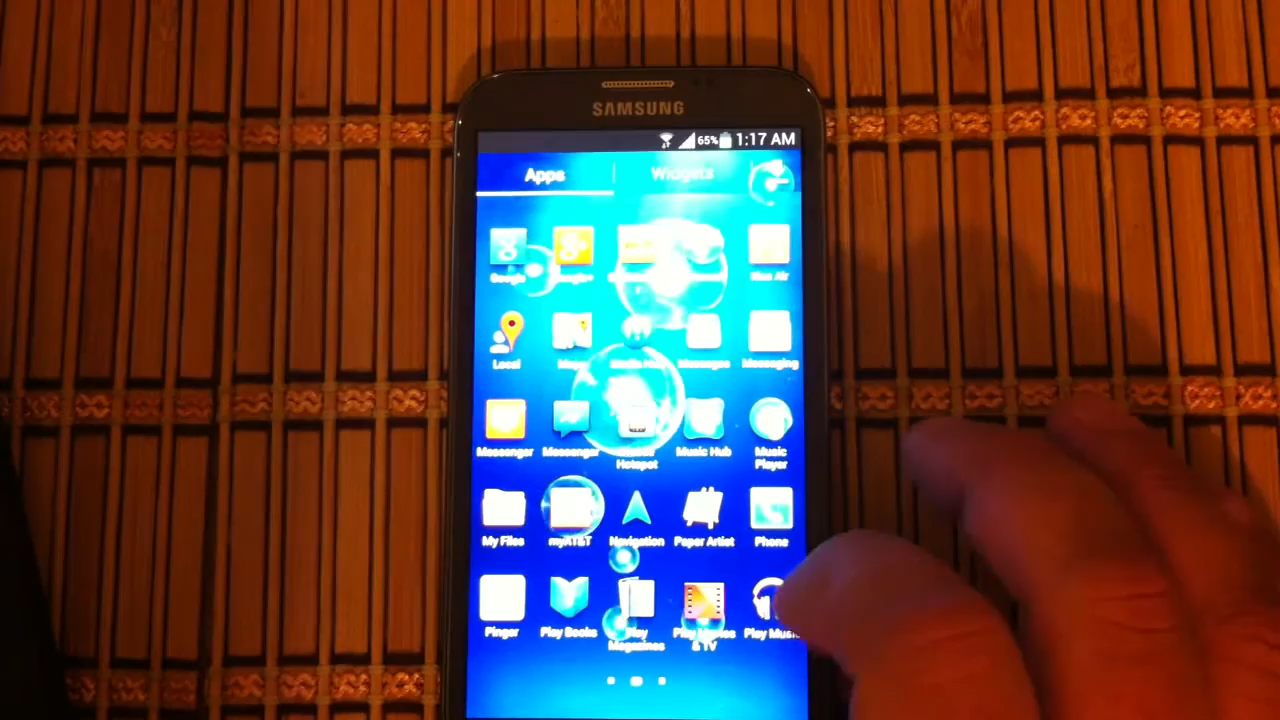 SAMSUNG
65% 1:17 AM
Apps Widgets
Google
Local Messaging
Messenger Messenger Music Hub Music
Hotspot Player
My Files myAT&T Navigation Paper Artist Phone
Pinger Play Books Play Play Movies Play Music
Magazines & TV